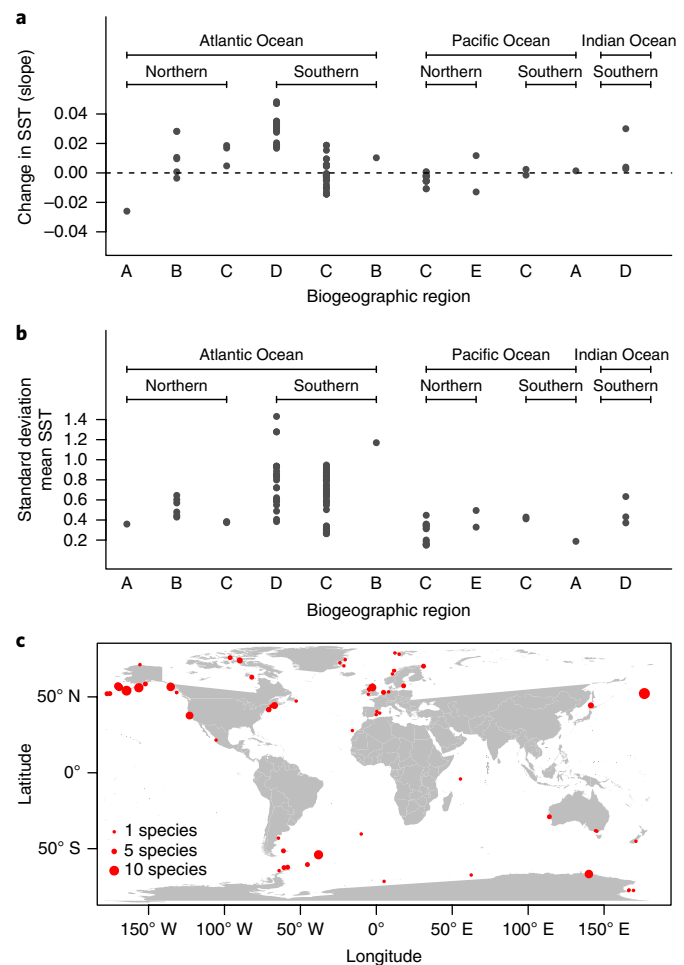 a
Atlantic Ocean Pacific Ocean Indian Ocean
Northern Southern Northern Southern Southern
Change in SST (slope)
0.04
0.02
0.00
−0.02
−0.04
A B C D C B C E C A D
Biogeographic region
b
Atlantic Ocean Pacific Ocean Indian Ocean
Northern Southern Northern Southern Southern
Standard deviation
mean SST
1.4
1.2
1.0
0.8
0.6
0.4
0.2
A B C D C B C E C A D
Biogeographic region
c
Latitude
50° N
0°
50° S
1 species
5 species
10 species
150° W 100° W 50° W 0° 50° E 100° E 150° E
Longitude